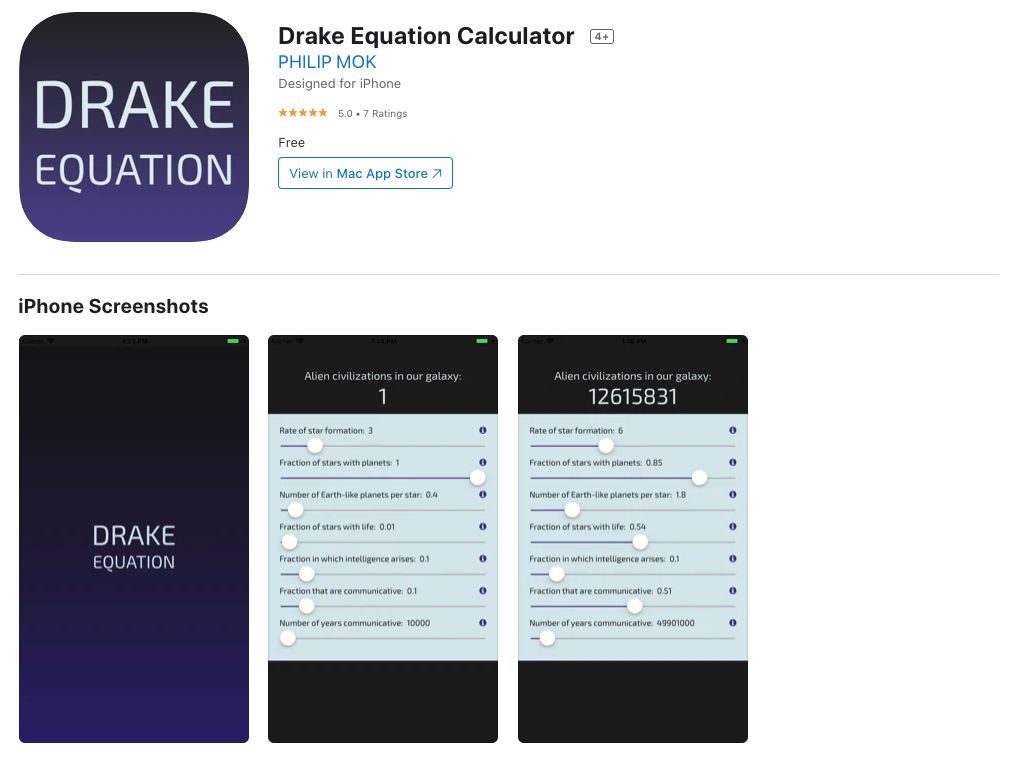 DRAKE
EQUATION
Drake Equation Calculator 4+
PHILIP MOK
Designed for iPhone
★★★★★ 5.0 • 7 Ratings
Free
View in Mac App Store ↗
iPhone Screenshots
1:23 PM
DRAKE
EQUATION
Alien civilizations in our galaxy:
1
Rate of star formation: 3
Fraction of stars with planets: 1
Number of Earth-like planets per star: 0.4
Fraction of stars with life: 0.01
Fraction in which intelligence arises: 0.1
Fraction that are communicative: 0.1
Number of years communicative: 10000
Alien civilizations in our galaxy:
12615831
Rate of star formation: 6
Fraction of stars with planets: 0.85
Number of Earth-like planets per star: 1.8
Fraction of stars with life: 0.54
Fraction in which intelligence arises: 0.1
Fraction that are communicative: 0.51
Number of years communicative: 49901000